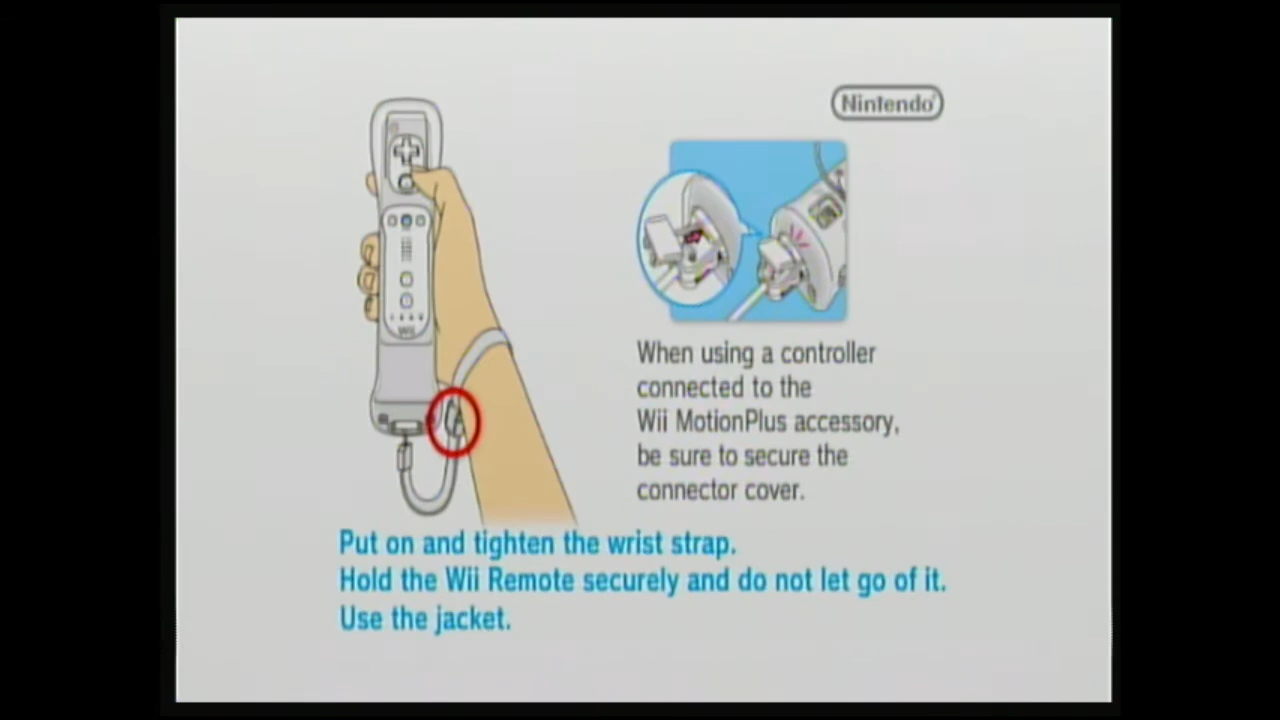 Nintendo
Wii
When using a controller
connected to the
Wii MotionPlus accessory,
be sure to secure the
connector cover.
Put on and tighten the wrist strap.
Hold the Wii Remote securely and do not let go of it.
Use the jacket.